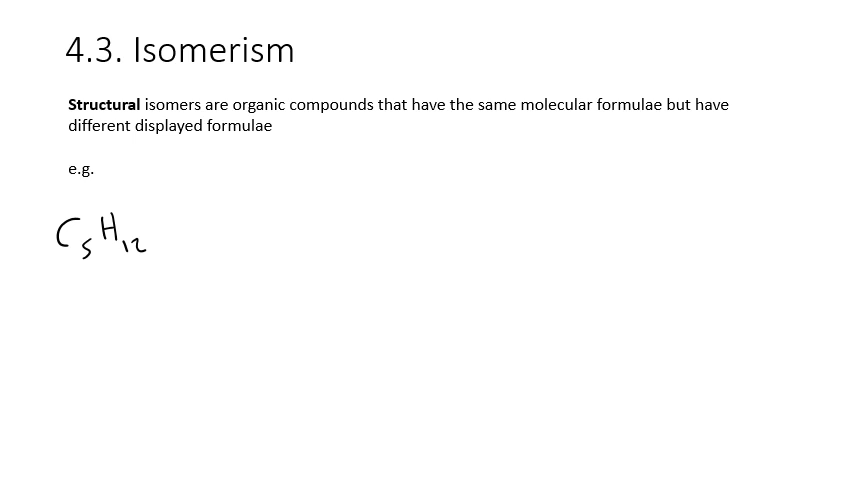 4.3. Isomerism
Structural isomers are organic compounds that have the same molecular formulae but have
different displayed formulae
e.g.
C₅H₁₂